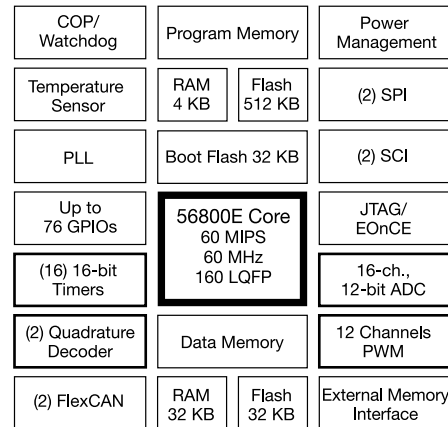 COP/
Watchdog
Program Memory
Power
Management
Temperature
Sensor
RAM
4 KB
Flash
512 KB
(2) SPI
PLL
Boot Flash 32 KB
(2) SCI
Up to
76 GPIOs
56800E Core
60 MIPS
60 MHz
160 LQFP
JTAG/
EOnCE
(16) 16-bit
Timers
16-ch.,
12-bit ADC
(2) Quadrature
Decoder
Data Memory
12 Channels
PWM
(2) FlexCAN
RAM
32 KB
Flash
32 KB
External Memory
Interface